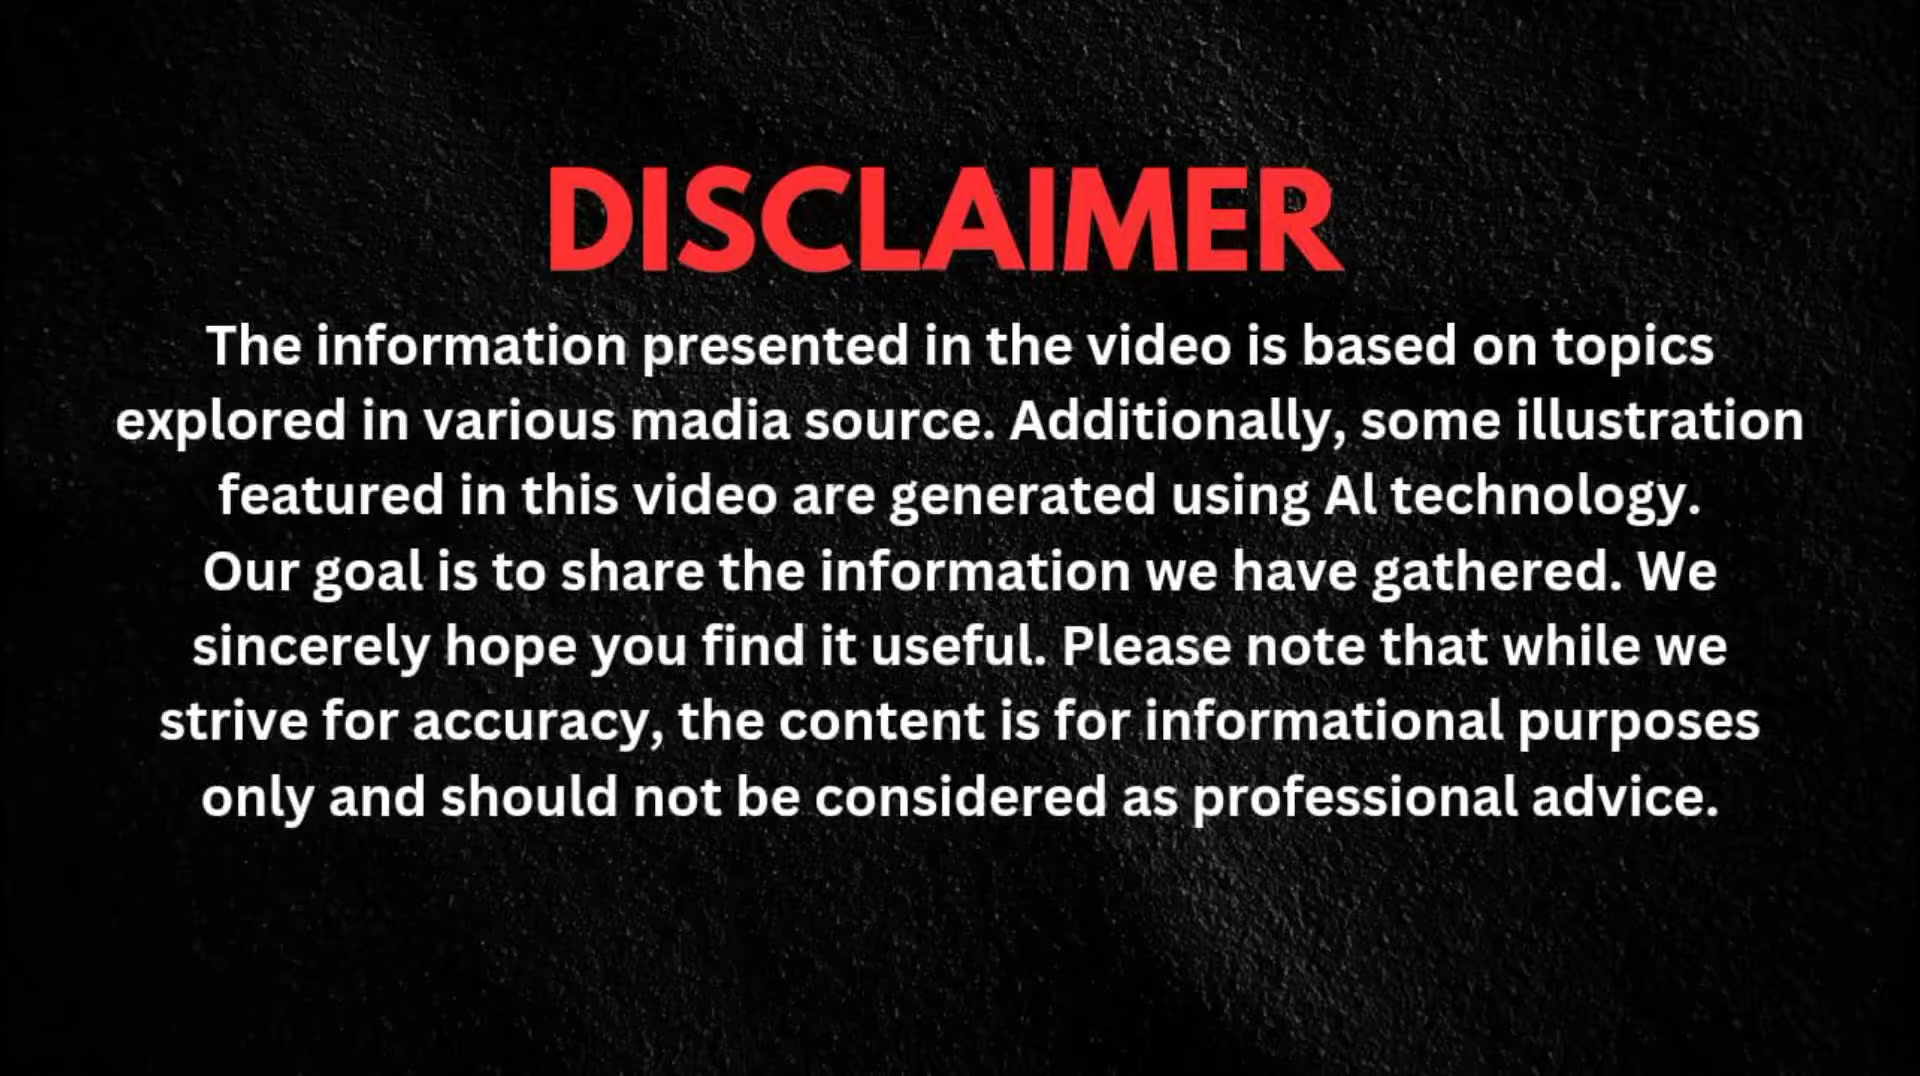 DISCLAIMER
The information presented in the video is based on topics
explored in various madia source. Additionally, some illustration
featured in this video are generated using Al technology.
Our goal is to share the information we have gathered. We
sincerely hope you find it useful. Please note that while we
strive for accuracy, the content is for informational purposes
only and should not be considered as professional advice.